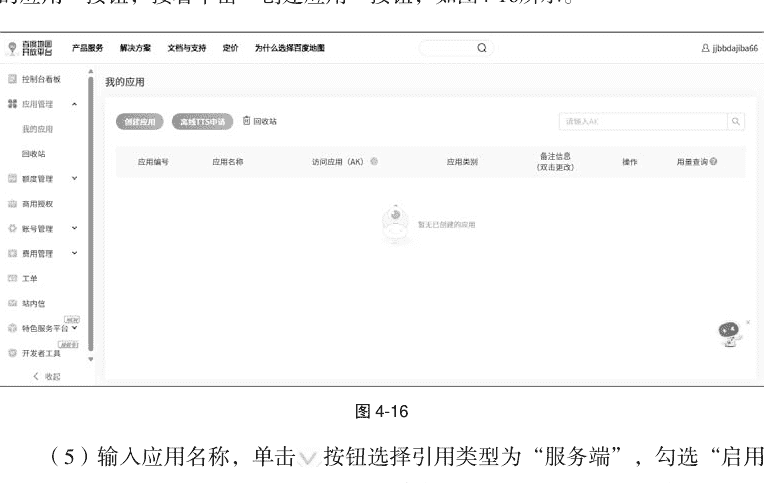 的应用”按钮，接着单击“创建应用”按钮，如图4-16所示。
百度地图
开放平台
产品服务 解决方案 文档与支持 定价 为什么选择百度地图
jjbbdajiba66
控制台看板
应用管理
我的应用
回收站
额度管理
商用授权
账号管理
费用管理
工单
站内信
特色服务平台
NEW
开发者工具
收起
我的应用
创建应用 离线TTS申请 回收站
请输入AK
应用编号 应用名称 访问应用（AK） 应用类别 备注信息
（双击更改） 操作 用量查询
暂无已创建的应用
图 4-16
（5）输入应用名称，单击 按钮选择引用类型为“服务端”，勾选“启用